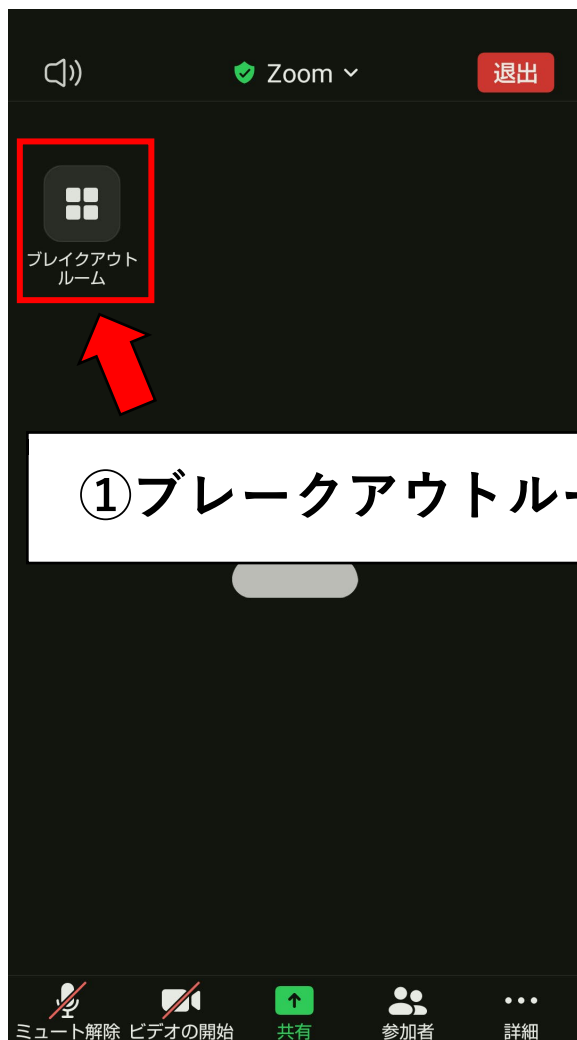 Zoom
退出
ブレイクアウト
ルーム
①ブレークアウトルー
ミュート解除 ビデオの開始 共有 参加者 詳細